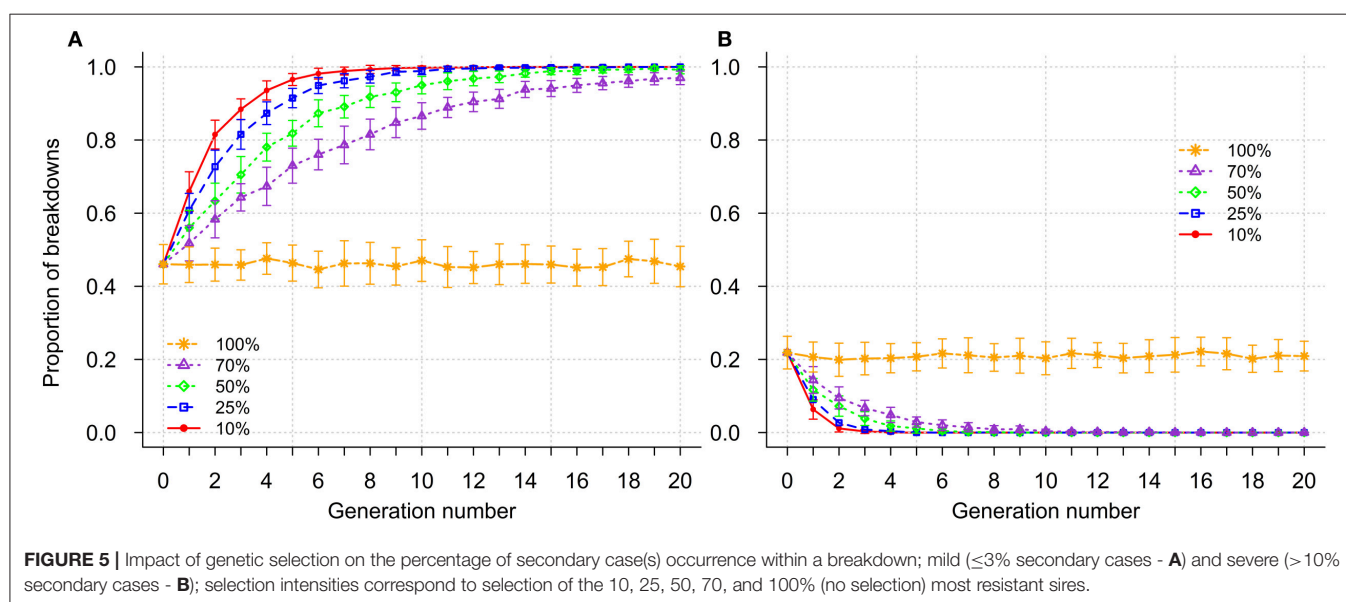 A
B
Proportion of breakdowns
1.0
0.8
0.6
0.4
0.2
0.0
100%
70%
50%
25%
10%
0 2 4 6 8 10 12 14 16 18 20
Generation number
1.0
0.8
0.6
0.4
0.2
0.0
100%
70%
50%
25%
10%
0 2 4 6 8 10 12 14 16 18 20
Generation number
FIGURE 5 | Impact of genetic selection on the percentage of secondary case(s) occurrence within a breakdown; mild (≤3% secondary cases - A) and severe (>10%
secondary cases - B); selection intensities correspond to selection of the 10, 25, 50, 70, and 100% (no selection) most resistant sires.